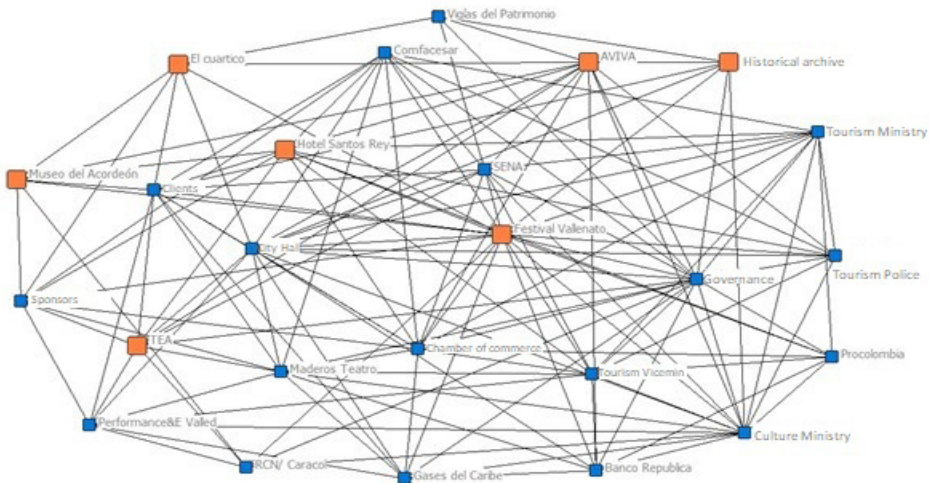 Vigías del Patrimonio
El cuartico
Comfacesar
AVIVA
Historical archive
Tourism Ministry
Hotel Santos Rey
SENA
Museo del Acordeón
Clients
Festival Vallenato
City Hall
Tourism Police
Governance
Sponsors
TEA
Chamber of commerce
Procolombia
Maderos Teatro
Tourism Vicemin
Performance&E Valled
Culture Ministry
RCN/ Caracol
Gases del Caribe
Banco Republica